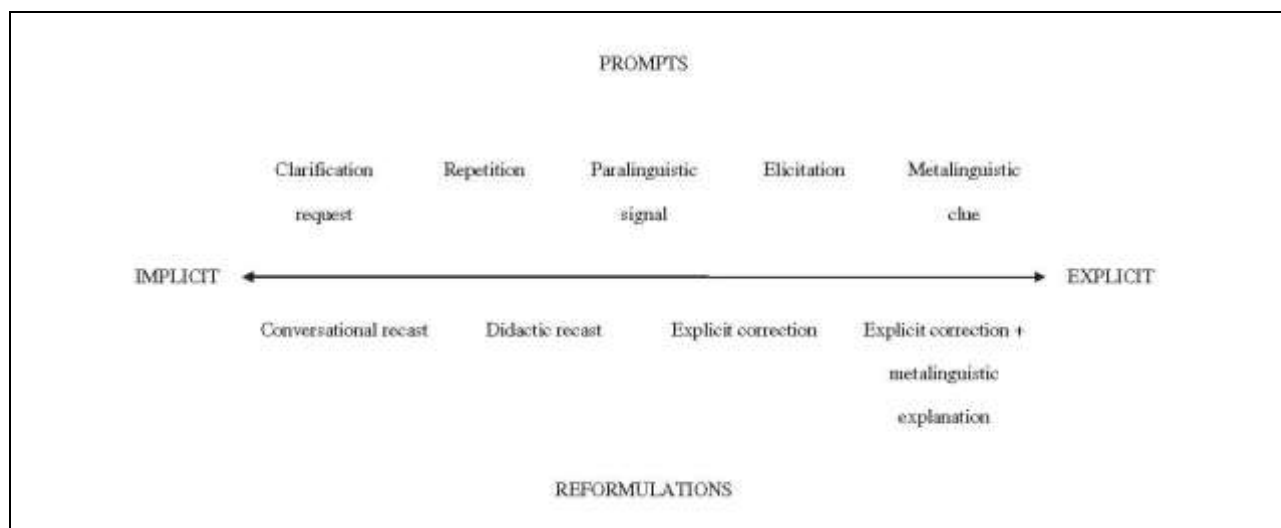 PROMPTS
Clarification Repetition Paralinguistic Elicitation Metalinguistic
request signal clue
IMPLICIT EXPLICIT
Conversational recast Didactic recast Explicit correction Explicit correction +
metalinguistic
explanation
REFORMULATIONS